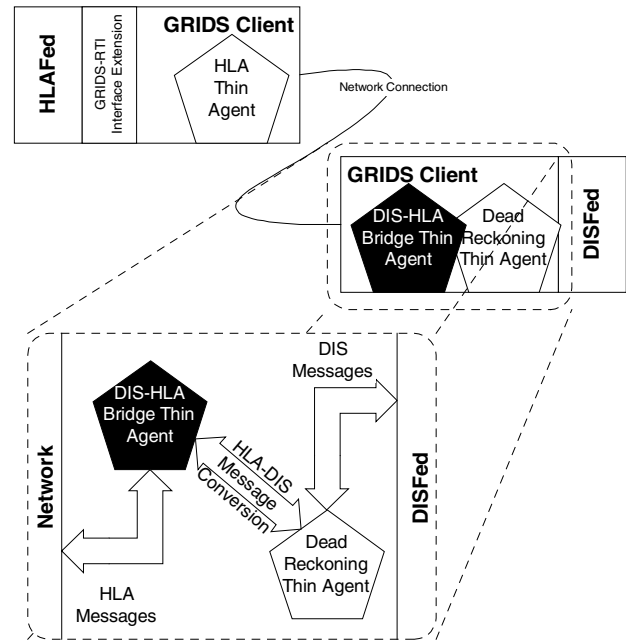 HLAFed
GRIDS-RTI
Interface Extension
GRIDS Client
HLA
Thin
Agent
Network Connection
GRIDS Client
DIS-HLA
Bridge Thin
Agent
Dead
Reckoning
Thin Agent
DISFed
Network
DIS-HLA
Bridge Thin
Agent
HLA-DIS
Message
Conversion
DIS
Messages
Dead
Reckoning
Thin Agent
HLA
Messages
DISFed